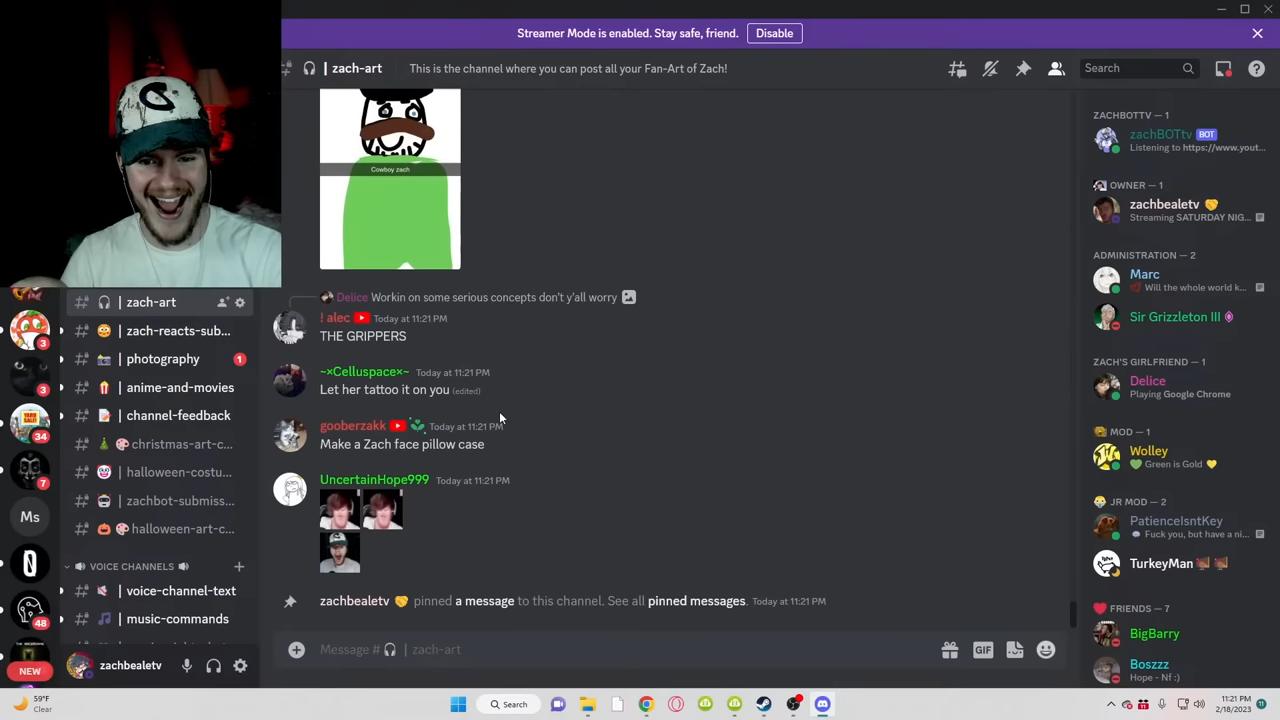 Streamer Mode is enabled. Stay safe, friend.
Disable
zach-art
This is the channel where you can post all your Fan-Art of Zach!
Search
Cowboy zach
Delice Workin on some serious concepts don't y'all worry
! alec Today at 11:21 PM
THE GRIPPERS
~×Celluspace×~ Today at 11:21 PM
Let her tattoo it on you (edited)
gooberzakk Today at 11:21 PM
Make a Zach face pillow case
UncertainHope999 Today at 11:21 PM
zachbealetv pinned a message to this channel. See all pinned messages. Today at 11:21 PM
Message # | zach-art
GIF
| zach-art
| zach-reacts-sub...
| photography
1
| anime-and-movies
| channel-feedback
| christmas-art-c...
| halloween-costu...
| zachbot-submiss...
| halloween-art-c...
VOICE CHANNELS
| voice-channel-text
| music-commands
3
3
34
7
Ms
48
NEW
zachbealetv
ZACHBOTTV — 1
zachBOTtv BOT
Listening to https://www.yout...
OWNER — 1
zachbealetv
Streaming SATURDAY NIG...
ADMINISTRATION — 2
Marc
Will the whole world k...
Sir Grizzleton III
ZACH'S GIRLFRIEND — 1
Delice
Playing Google Chrome
MOD — 1
Wolley
Green is Gold
JR MOD — 2
PatienceIsntKey
Fuck you, but have a ni...
TurkeyMan
FRIENDS — 7
BigBarry
Boszzz
Hope - Nf :)
59°F
Clear
Search
11:21 PM
2/18/2023